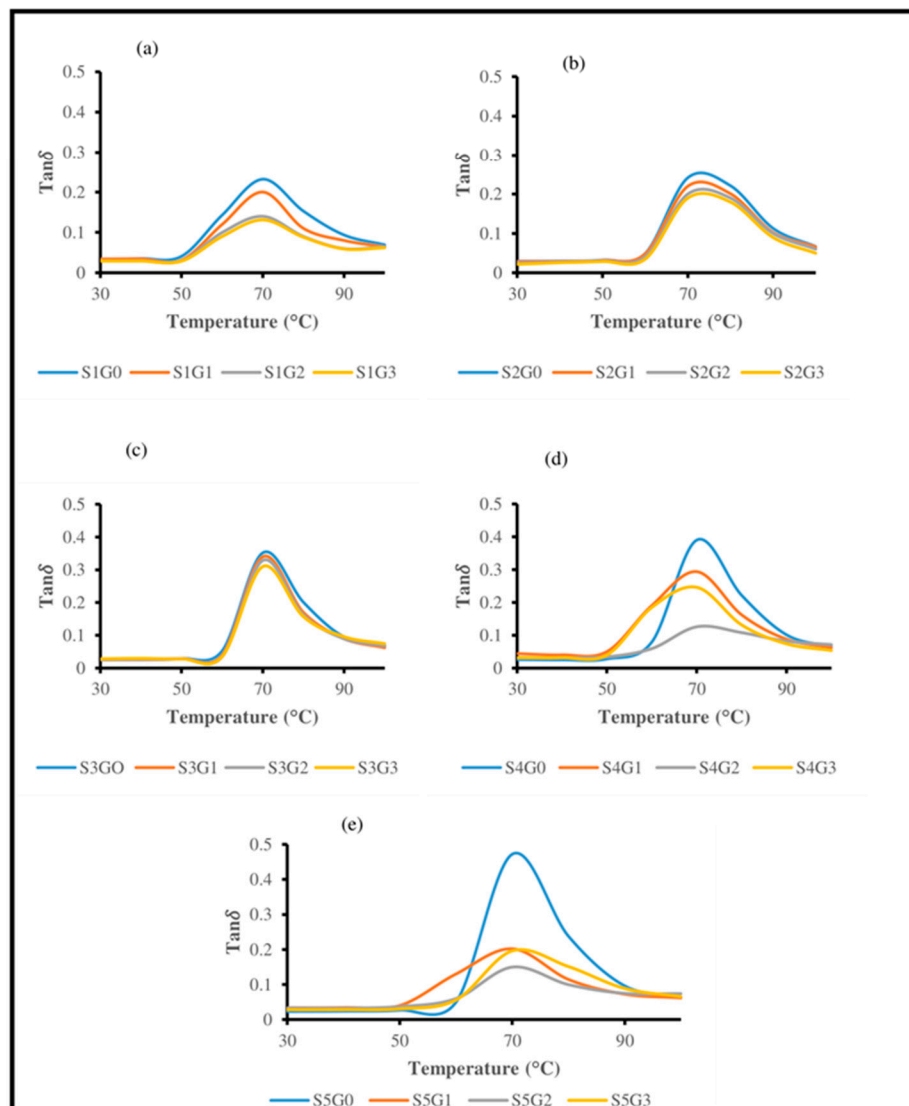 (a)
0.5
0.4
0.3
0.2
0.1
0
Tanδ
30 50 70 90
Temperature (°C)
S1G0 S1G1 S1G2 S1G3
(b)
0.5
0.4
0.3
0.2
0.1
0
Tanδ
30 50 70 90
Temperature (°C)
S2G0 S2G1 S2G2 S2G3
(c)
0.5
0.4
0.3
0.2
0.1
0
Tanδ
30 50 70 90
Temperature (°C)
S3GO S3G1 S3G2 S3G3
(d)
0.5
0.4
0.3
0.2
0.1
0
Tanδ
30 50 70 90
Temperature (°C)
S4G0 S4G1 S4G2 S4G3
(e)
0.5
0.4
0.3
0.2
0.1
0
Tanδ
30 50 70 90
Temperature (°C)
S5G0 S5G1 S5G2 S5G3